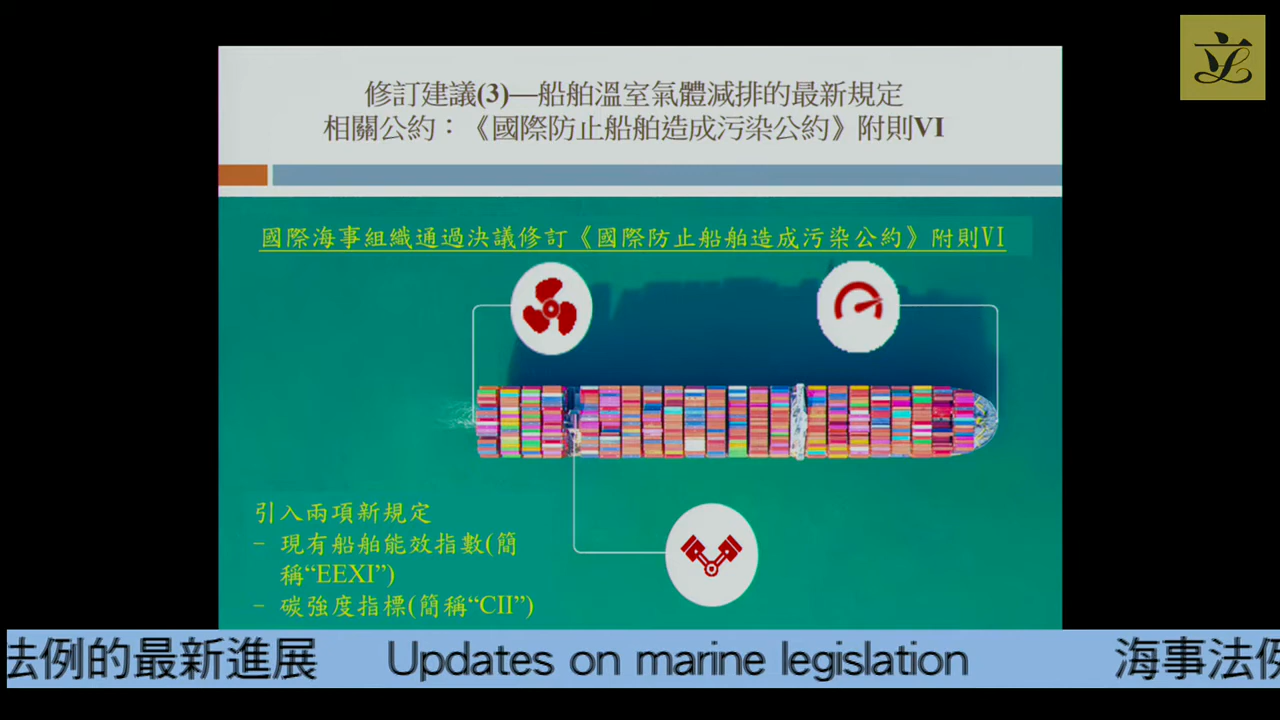 修訂建議(3)—船舶溫室氣體減排的最新規定
相關公約：《國際防止船舶造成污染公約》附則VI
國際海事組織通過決議修訂《國際防止船舶造成污染公約》附則VI
引入兩項新規定
- 現有船舶能效指數(簡
稱“EEXI”)
- 碳強度指標(簡稱“CII”)
法例的最新進展 Updates on marine legislation 海事法例